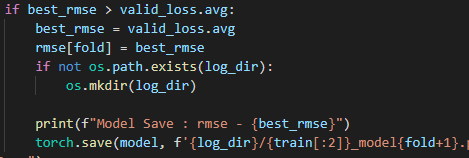 if best_rmse > valid_loss.avg:
    best_rmse = valid_loss.avg
    rmse[fold] = best_rmse
    if not os.path.exists(log_dir):
        os.mkdir(log_dir)

    print(f"Model Save : rmse - {best_rmse}")
    torch.save(model, f'{log_dir}/{train[:2]}_model{fold+1}.p